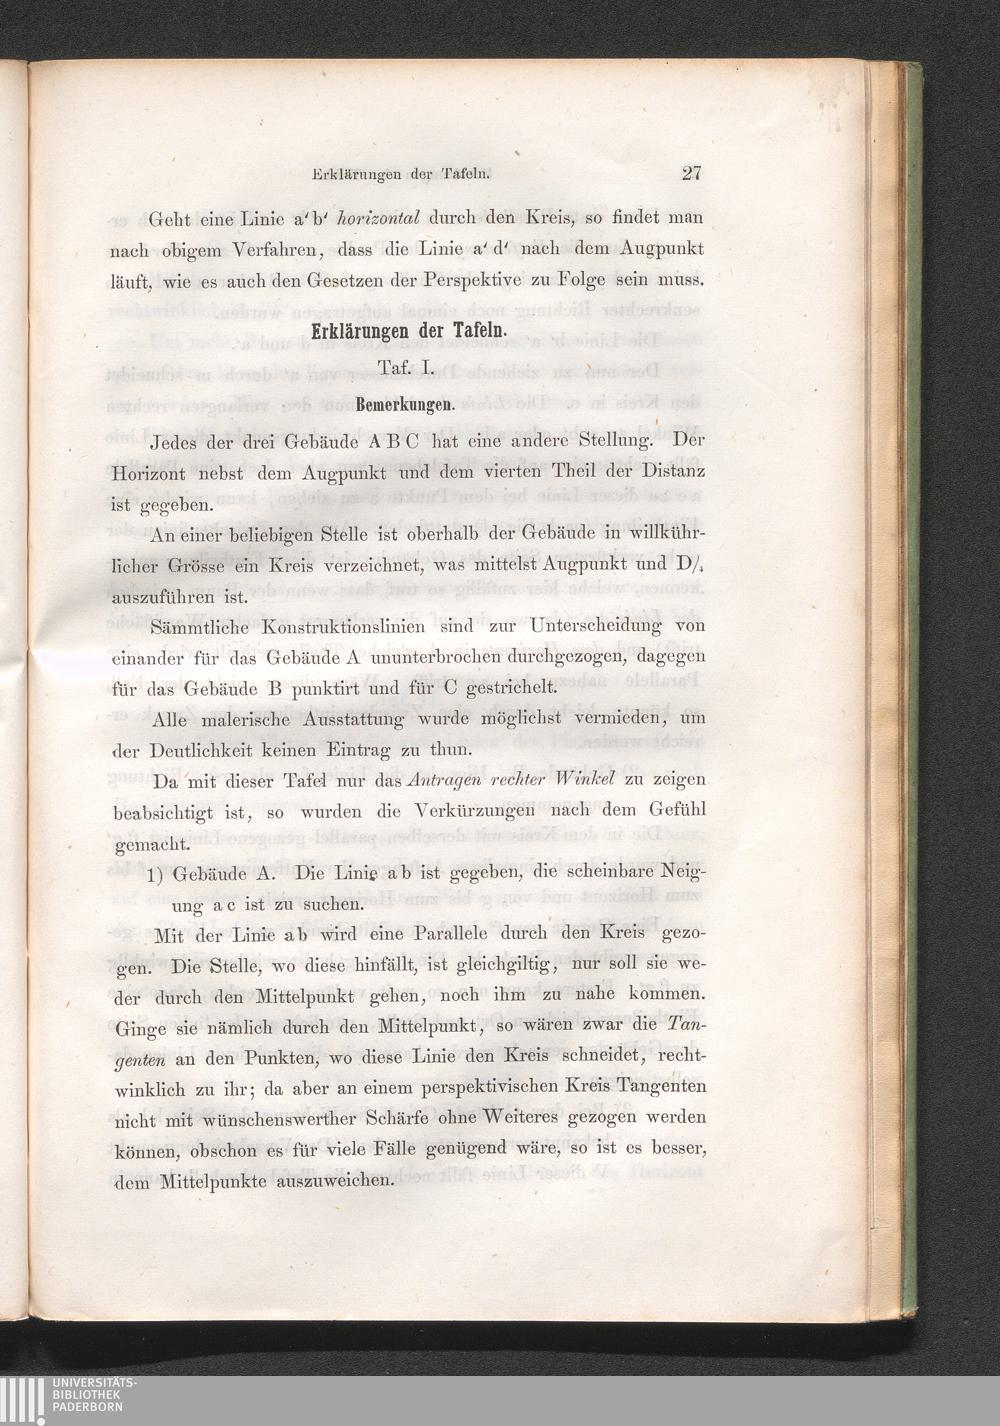 Erklärungen der Tafeln. 27
Geht eine Linie a′ b′ horizontal durch den Kreis, so findet man
nach obigem Verfahren, dass die Linie a′ d′ nach dem Augpunkt
läuft, wie es auch den Gesetzen der Perspektive zu Folge sein muss.
Erklärungen der Tafeln.
Taf. I.
Bemerkungen.
Jedes der drei Gebäude A B C hat eine andere Stellung. Der
Horizont nebst dem Augpunkt und dem vierten Theil der Distanz
ist gegeben.
An einer beliebigen Stelle ist oberhalb der Gebäude in willkühr-
licher Grösse ein Kreis verzeichnet, was mittelst Augpunkt und D/4
auszuführen ist.
Sämmtliche Konstruktionslinien sind zur Unterscheidung von
einander für das Gebäude A ununterbrochen durchgezogen, dagegen
für das Gebäude B punktirt und für C gestrichelt.
Alle malerische Ausstattung wurde möglichst vermieden, um
der Deutlichkeit keinen Eintrag zu thun.
Da mit dieser Tafel nur das Antragen rechter Winkel zu zeigen
beabsichtigt ist, so wurden die Verkürzungen nach dem Gefühl
gemacht.
1) Gebäude A. Die Linie a b ist gegeben, die scheinbare Neig-
ung a c ist zu suchen.
Mit der Linie a b wird eine Parallele durch den Kreis gezo-
gen. Die Stelle, wo diese hinfällt, ist gleichgiltig, nur soll sie we-
der durch den Mittelpunkt gehen, noch ihm zu nahe kommen.
Ginge sie nämlich durch den Mittelpunkt, so wären zwar die Tan-
genten an den Punkten, wo diese Linie den Kreis schneidet, recht-
winklich zu ihr; da aber an einem perspektivischen Kreis Tangenten
nicht mit wünschenswerther Schärfe ohne Weiteres gezogen werden
können, obschon es für viele Fälle genügend wäre, so ist es besser,
dem Mittelpunkte auszuweichen.
UNIVERSITÄTS-
BIBLIOTHEK
PADERBORN